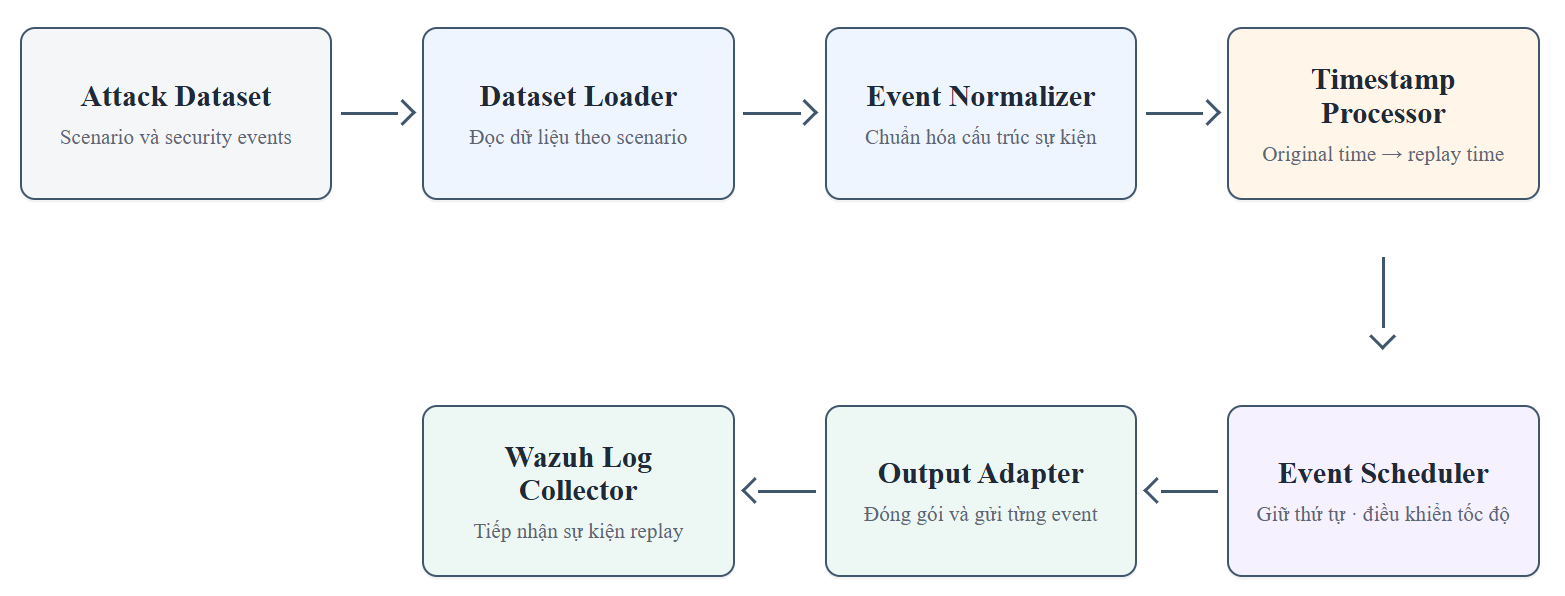 Attack Dataset
Scenario và security events
Dataset Loader
Đọc dữ liệu theo scenario
Event Normalizer
Chuẩn hóa cấu trúc sự kiện
Timestamp
Processor
Original time → replay time
Event Scheduler
Giữ thứ tự · điều khiển tốc độ
Output Adapter
Đóng gói và gửi từng event
Wazuh Log
Collector
Tiếp nhận sự kiện replay